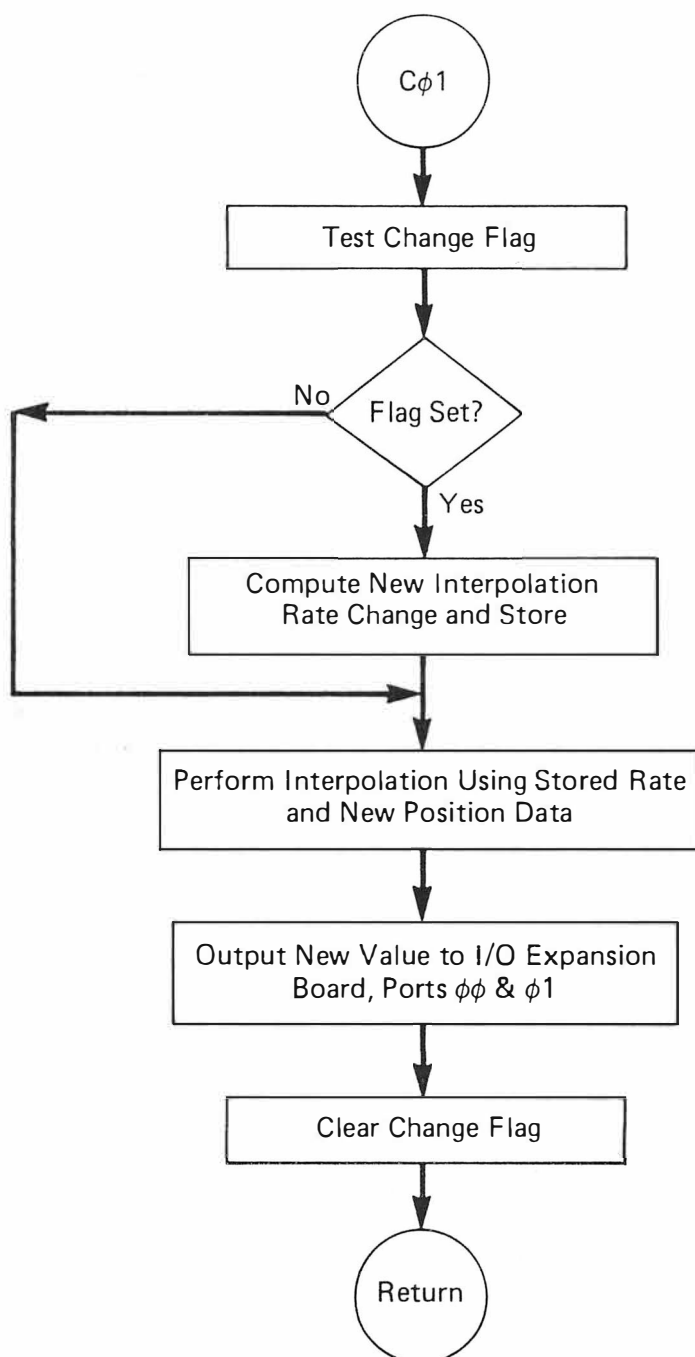 Cϕ1
Test Change Flag
No
Flag Set?
Yes
Compute New Interpolation
Rate Change and Store
Perform Interpolation Using Stored Rate
and New Position Data
Output New Value to I/O Expansion
Board, Ports ϕϕ & ϕ1
Clear Change Flag
Return